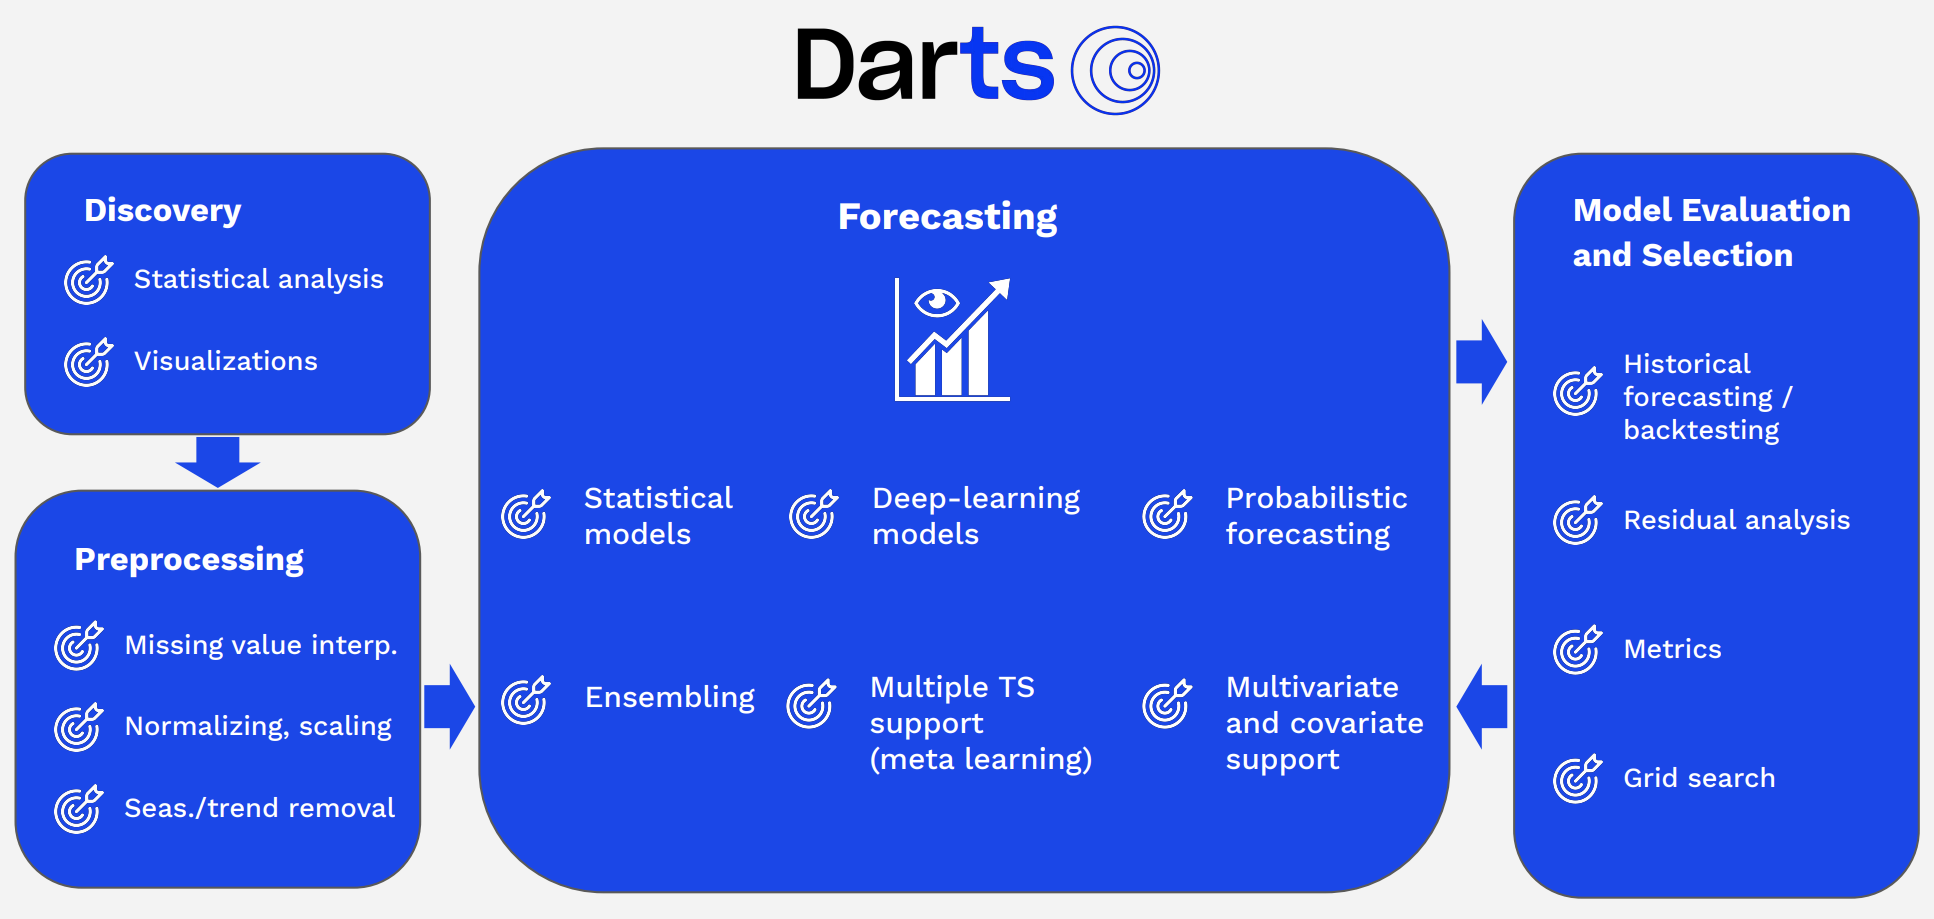 Darts
Discovery
Statistical analysis
Visualizations
Preprocessing
Missing value interp.
Normalizing, scaling
Seas./trend removal
Forecasting
Statistical
models
Deep-learning
models
Probabilistic
forecasting
Ensembling
Multiple TS
support
(meta learning)
Multivariate
and covariate
support
Model Evaluation
and Selection
Historical
forecasting /
backtesting
Residual analysis
Metrics
Grid search